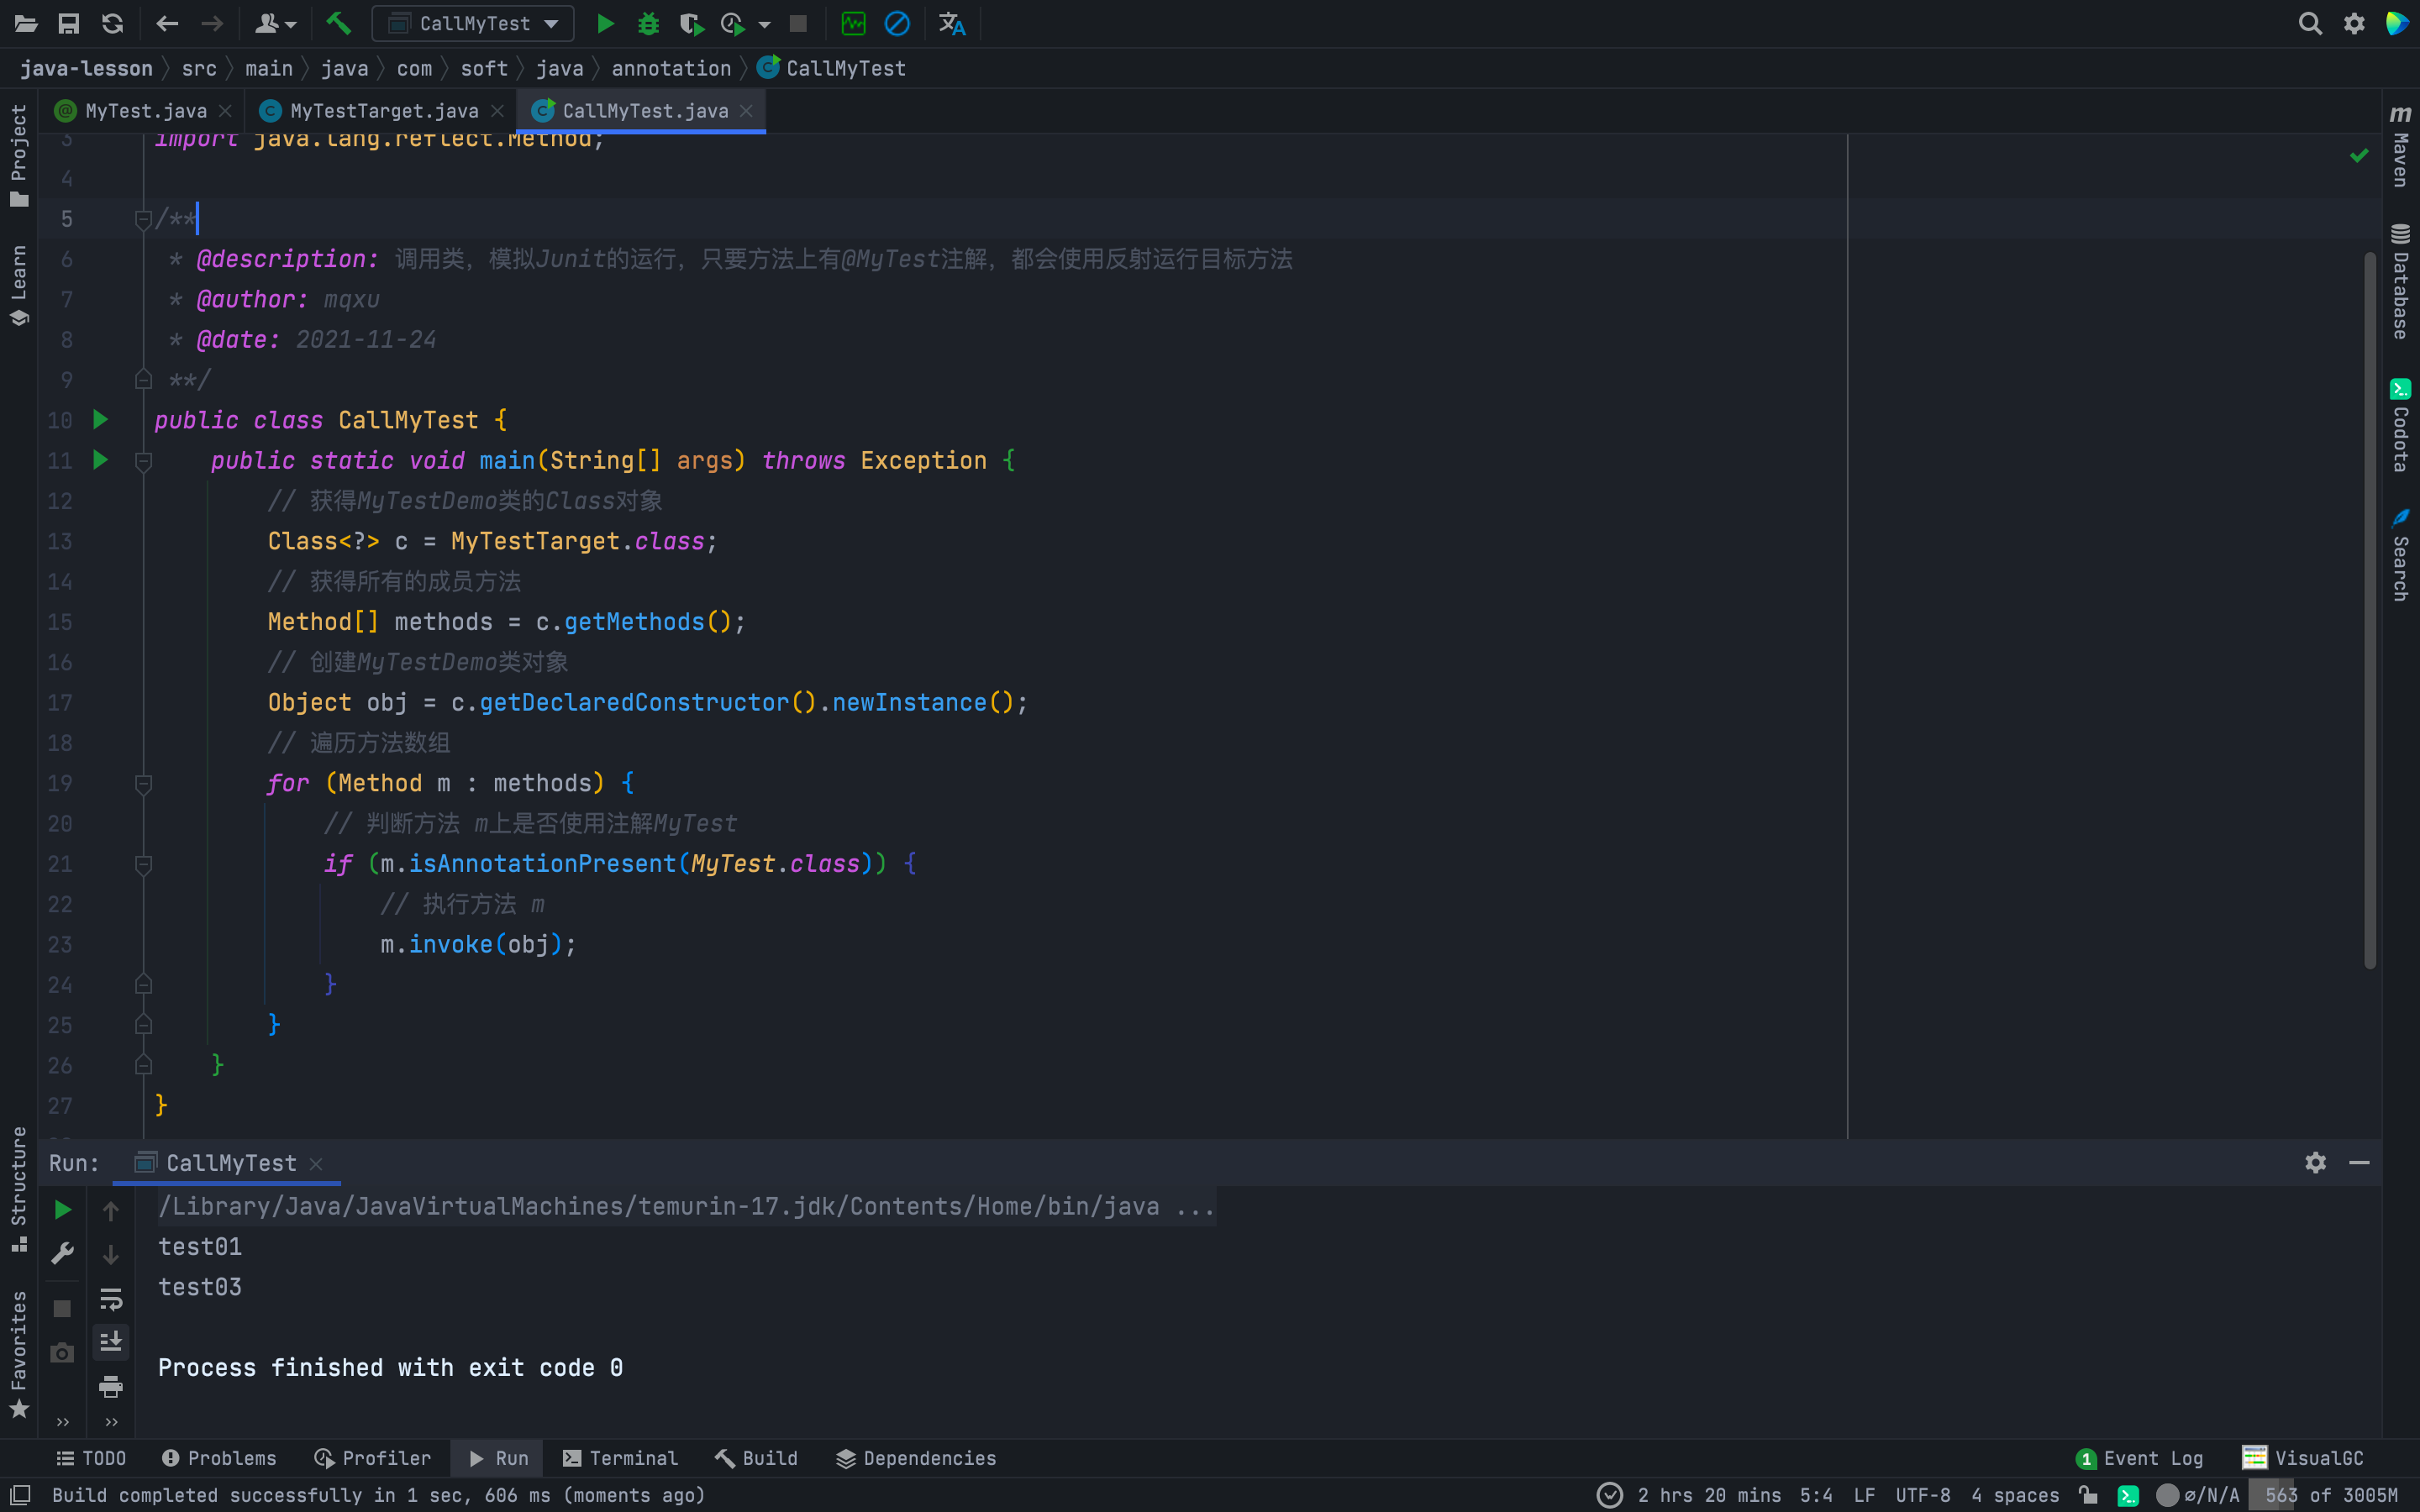 CallMyTest
java-lesson src main java com soft java annotation CallMyTest
MyTest.java MyTestTarget.java CallMyTest.java
Project
Learn
Structure
Favorites
3 import java.lang.reflect.Method;
4
5 /**
6 * @description: 调用类，模拟Junit的运行，只要方法上有@MyTest注解，都会使用反射运行目标方法
7 * @author: mqxu
8 * @date: 2021-11-24
9 **/
10 public class CallMyTest {
11 public static void main(String[] args) throws Exception {
12 // 获得MyTestDemo类的Class对象
13 Class<?> c = MyTestTarget.class;
14 // 获得所有的成员方法
15 Method[] methods = c.getMethods();
16 // 创建MyTestDemo类对象
17 Object obj = c.getDeclaredConstructor().newInstance();
18 // 遍历方法数组
19 for (Method m : methods) {
20 // 判断方法 m上是否使用注解MyTest
21 if (m.isAnnotationPresent(MyTest.class)) {
22 // 执行方法 m
23 m.invoke(obj);
24 }
25 }
26 }
27 }
m Maven
Database
Codota
Search
Run: CallMyTest
/Library/Java/JavaVirtualMachines/temurin-17.jdk/Contents/Home/bin/java ...
test01
test03
Process finished with exit code 0
TODO Problems Profiler Run Terminal Build Dependencies 1 Event Log VisualGC
Build completed successfully in 1 sec, 606 ms (moments ago) 2 hrs 20 mins 5:4 LF UTF-8 4 spaces ⌀/N/A 563 of 3005M